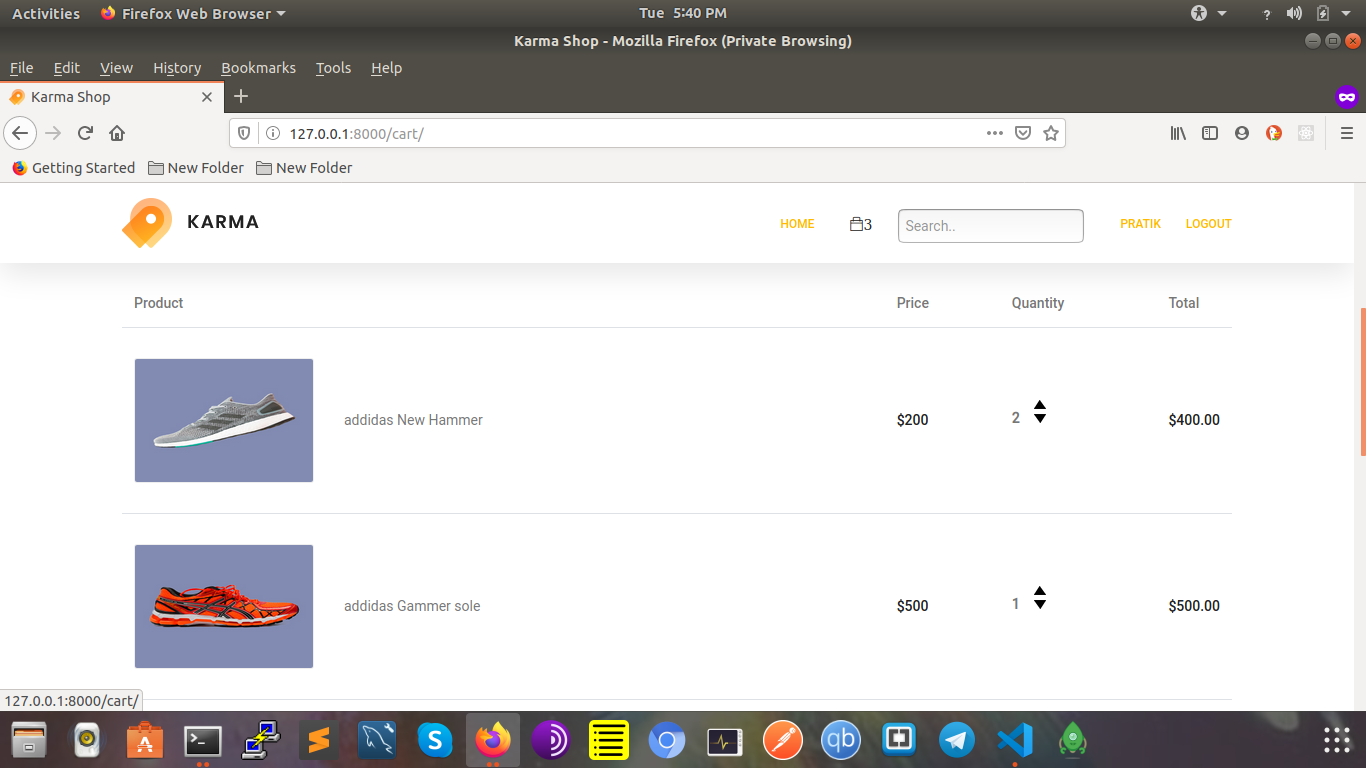 Activities Firefox Web Browser Tue 5:40 PM ?
Karma Shop - Mozilla Firefox (Private Browsing)
File Edit View History Bookmarks Tools Help
Karma Shop
127.0.0.1:8000/cart/
Getting Started New Folder New Folder
KARMA HOME 3 Search.. PRATIK LOGOUT
Product Price Quantity Total
addidas New Hammer $200 2 $400.00
addidas Gammer sole $500 1 $500.00
127.0.0.1:8000/cart/
S qb